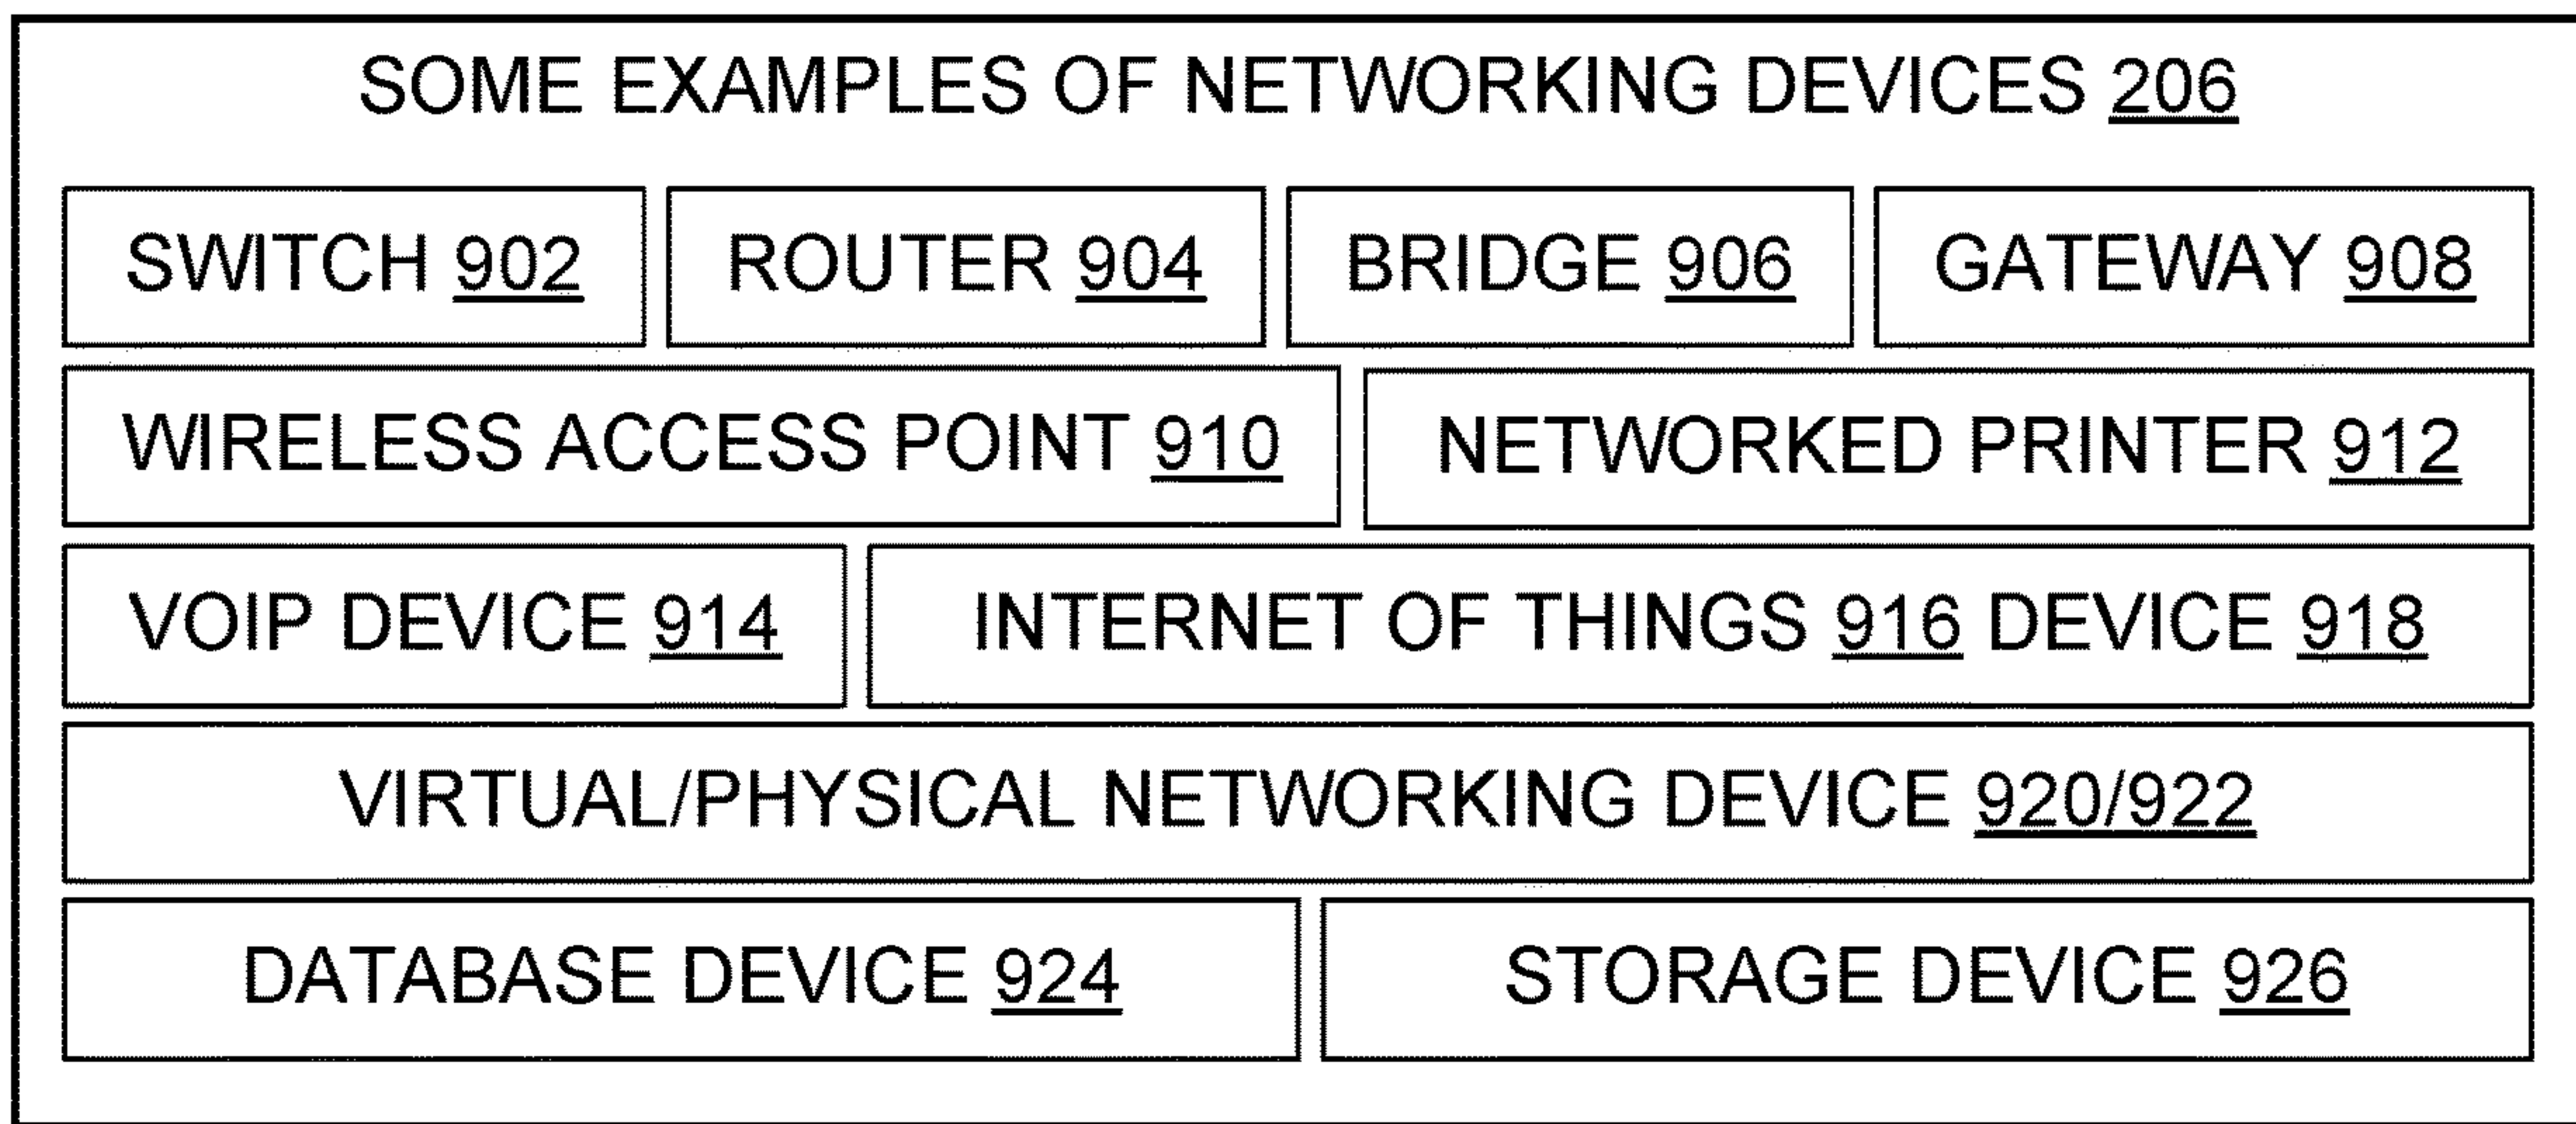 SOME EXAMPLES OF NETWORKING DEVICES 206
SWITCH 902
ROUTER 904
BRIDGE 906
GATEWAY 908
WIRELESS ACCESS POINT 910
NETWORKED PRINTER 912
VOIP DEVICE 914
INTERNET OF THINGS 916 DEVICE 918
VIRTUAL/PHYSICAL NETWORKING DEVICE 920/922
DATABASE DEVICE 924
STORAGE DEVICE 926